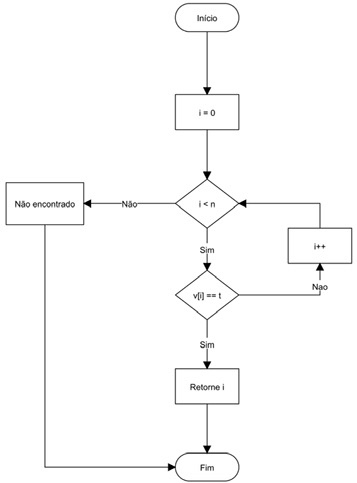 Início
i = 0
i < n
Não
Não encontrado
Sim
i++
v[i] == t
Nao
Sim
Retorne i
Fim